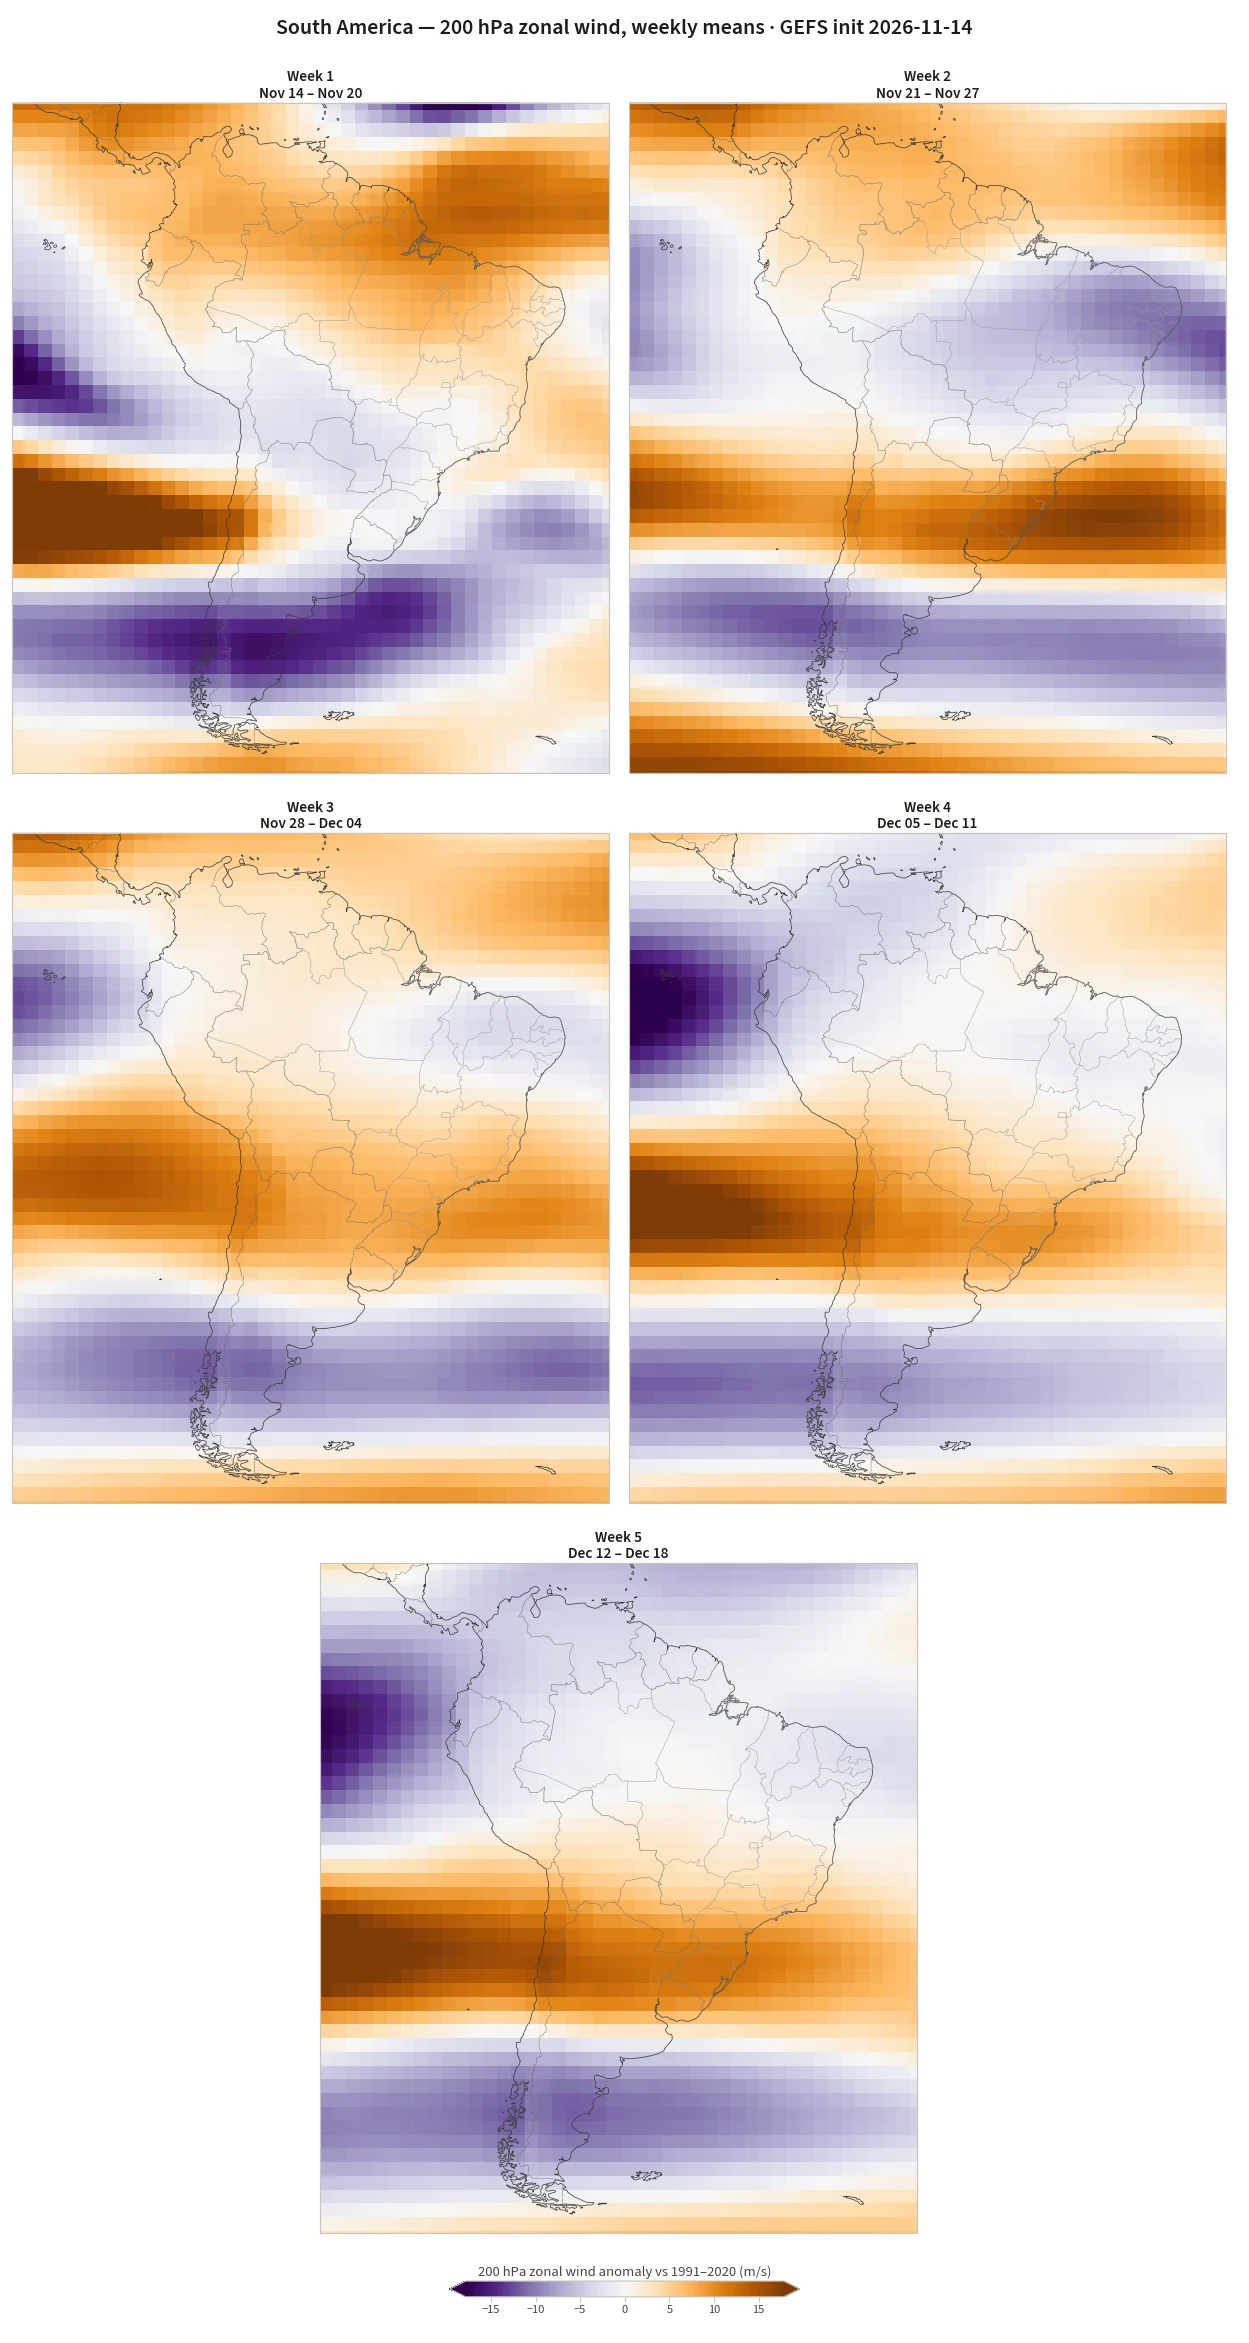 South America — 200 hPa zonal wind, weekly means · GEFS init 2026-11-14
Week 1
Nov 14 – Nov 20
Week 2
Nov 21 – Nov 27
Week 3
Nov 28 – Dec 04
Week 4
Dec 05 – Dec 11
Week 5
Dec 12 – Dec 18
200 hPa zonal wind anomaly vs 1991–2020 (m/s)
−15 −10 −5 0 5 10 15